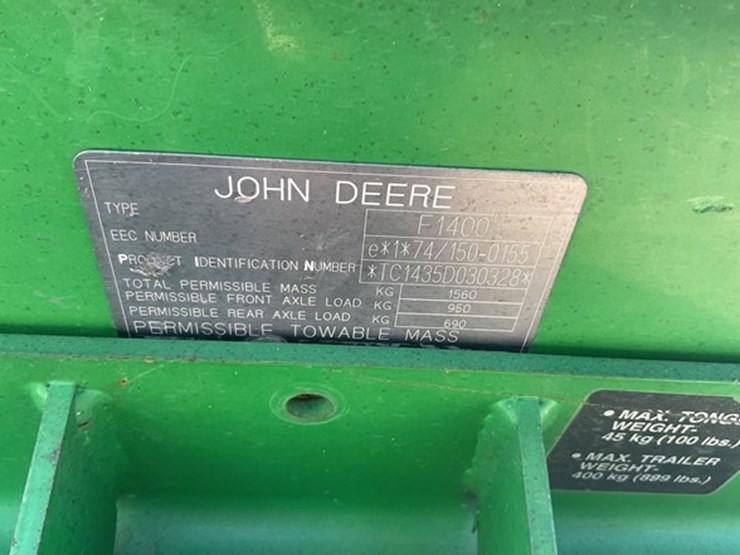 JOHN DEERE
TYPE F1400
EEC NUMBER e*1*74/150-0155
IDENTIFICATION NUMBER *TC1435D030328*
TOTAL PERMISSIBLE MASS KG 1560
PERMISSIBLE FRONT AXLE LOAD KG 950
PERMISSIBLE REAR AXLE LOAD KG 690
PERMISSIBLE TOWABLE MASS
• MAX.
WEIGHT-
45 kg (100 lbs.)
• MAX. TRAILER
WEIGHT-
400 kg (899 lbs.)